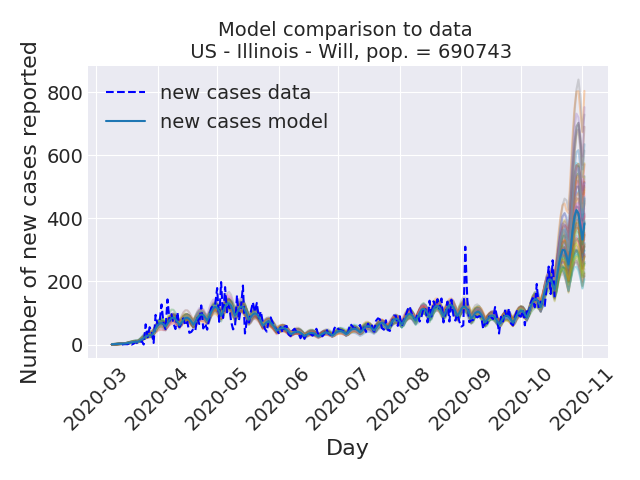 Model comparison to data
US - Illinois - Will, pop. = 690743
Number of new cases reported
800
600
400
200
0
new cases data
new cases model
2020-03
2020-04
2020-05
2020-06
2020-07
2020-08
2020-09
2020-10
2020-11
Day